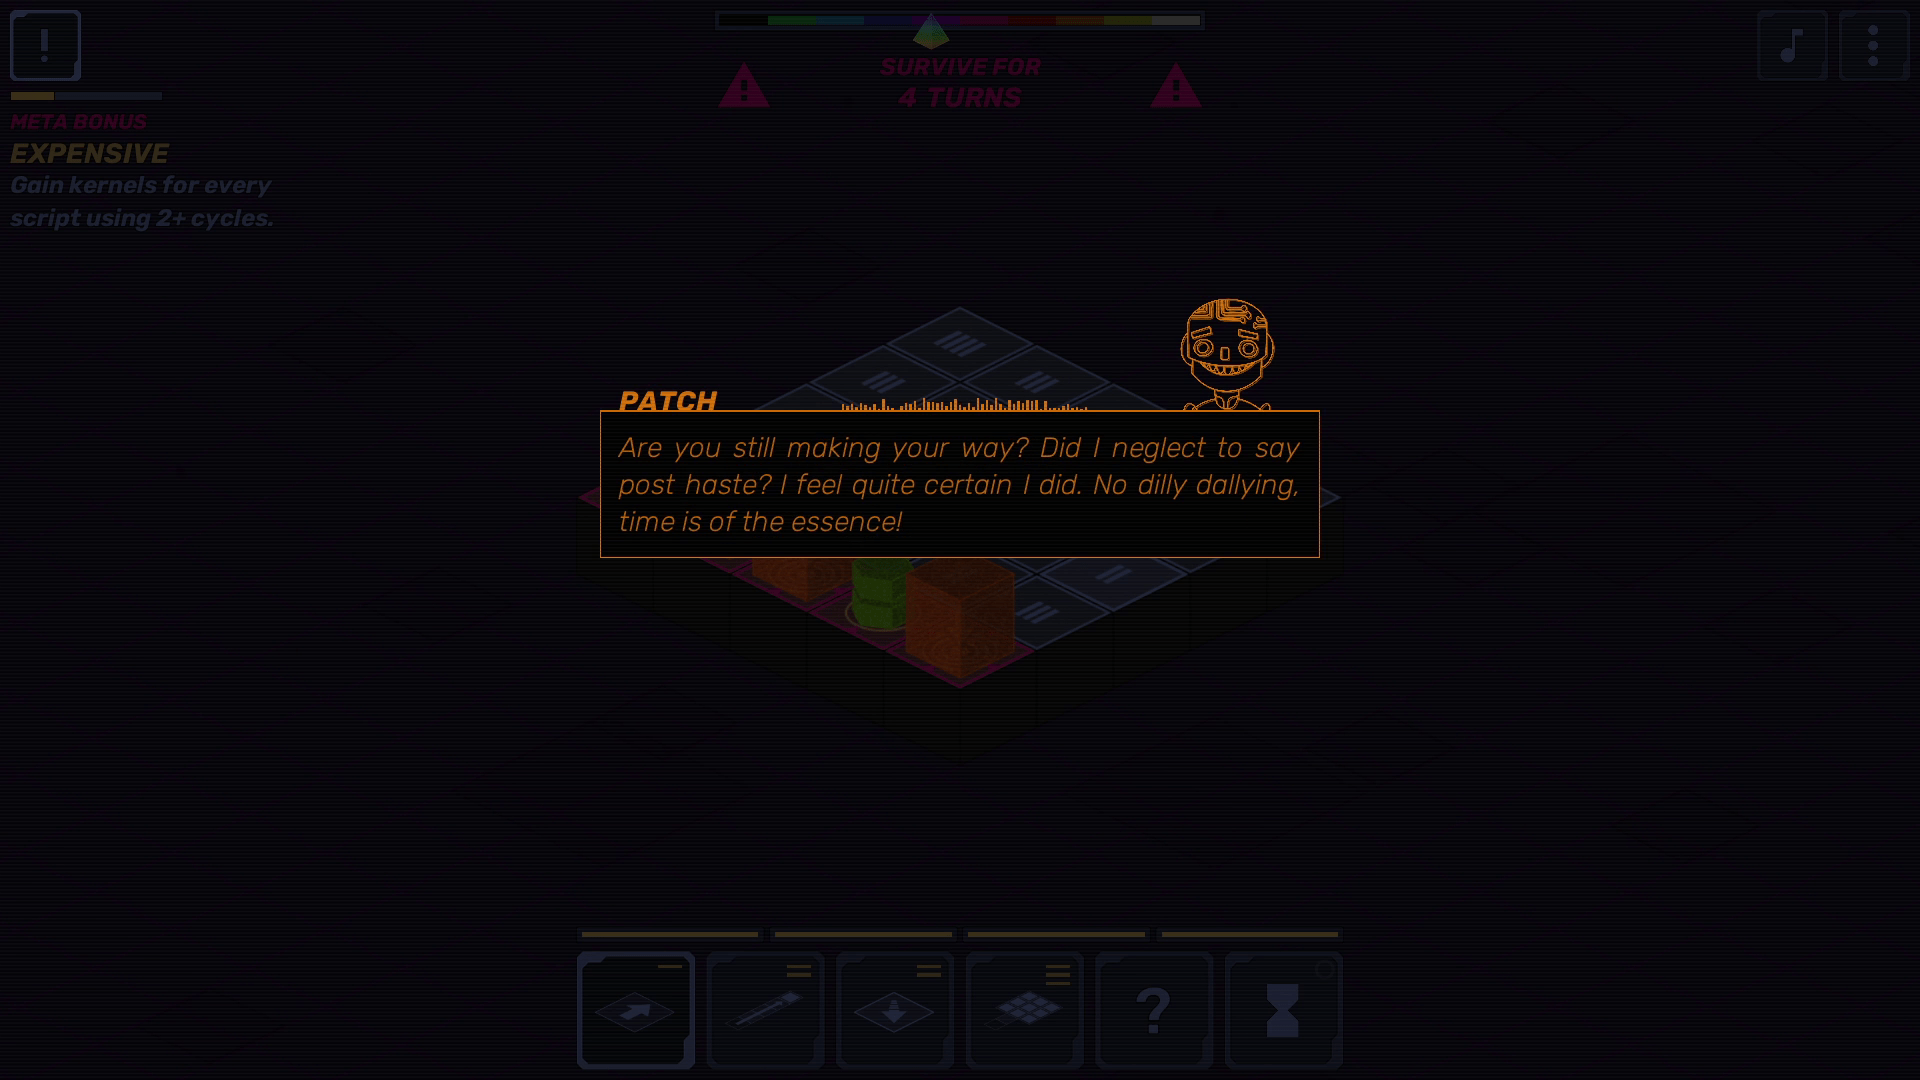 SURVIVE FOR
4 TURNS
META BONUS
EXPENSIVE
Gain kernels for every
script using 2+ cycles.
PATCH
Are you still making your way? Did I neglect to say
post haste? I feel quite certain I did. No dilly dallying,
time is of the essence!
?